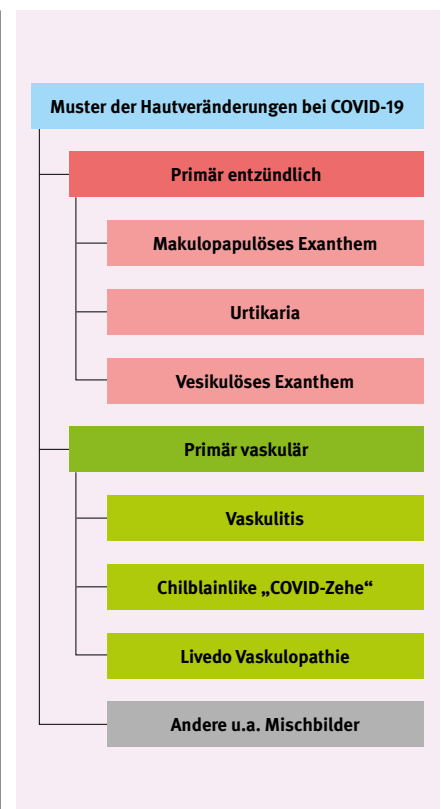 Muster der Hautveränderungen bei COVID-19
Primär entzündlich
Makulopapulöses Exanthem
Urtikaria
Vesikulöses Exanthem
Primär vaskulär
Vaskulitis
Chilblainlike „COVID-Zehe“
Livedo Vaskulopathie
Andere u.a. Mischbilder